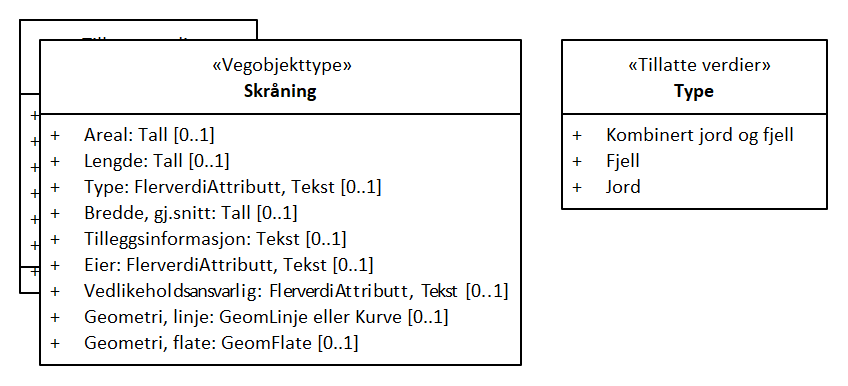 «Vegobjekttype»
Skråning
+ Areal: Tall [0..1]
+ Lengde: Tall [0..1]
+ Type: FlerverdiAttributt, Tekst [0..1]
+ Bredde, gj.snitt: Tall [0..1]
+ Tilleggsinformasjon: Tekst [0..1]
+ Eier: FlerverdiAttributt, Tekst [0..1]
+ Vedlikeholdsansvarlig: FlerverdiAttributt, Tekst [0..1]
+ Geometri, linje: GeomLinje eller Kurve [0..1]
+ Geometri, flate: GeomFlate [0..1]
«Tillatte verdier»
Type
+ Kombinert jord og fjell
+ Fjell
+ Jord